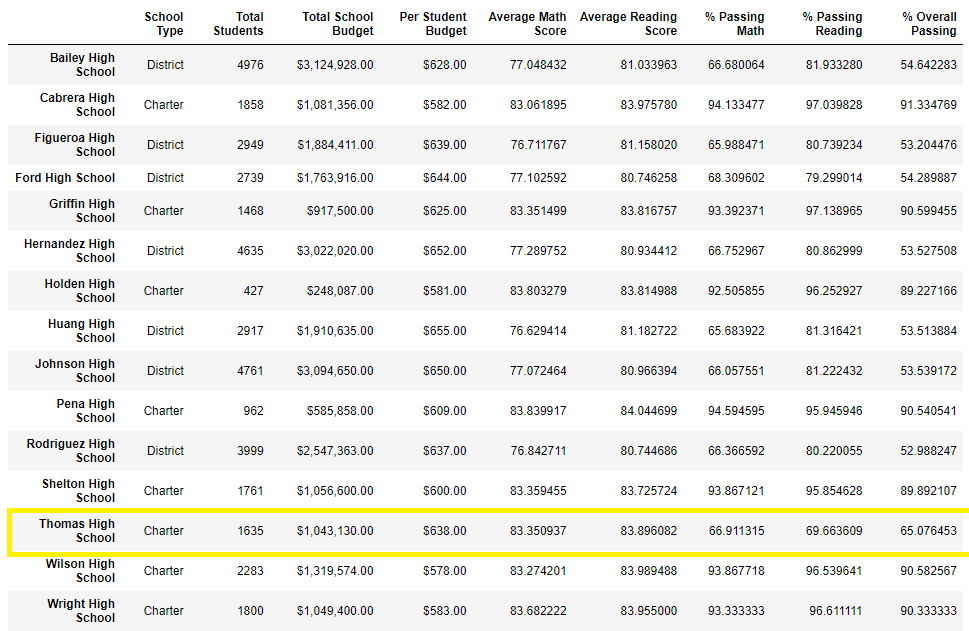 School Type Total Students Total School Budget Per Student Budget Average Math Score Average Reading Score % Passing Math % Passing Reading % Overall Passing
Bailey High School District 4976 $3,124,928.00 $628.00 77.048432 81.033963 66.680064 81.933280 54.642283
Cabrera High School Charter 1858 $1,081,356.00 $582.00 83.061895 83.975780 94.133477 97.039828 91.334769
Figueroa High School District 2949 $1,884,411.00 $639.00 76.711767 81.158020 65.988471 80.739234 53.204476
Ford High School District 2739 $1,763,916.00 $644.00 77.102592 80.746258 68.309602 79.299014 54.289887
Griffin High School Charter 1468 $917,500.00 $625.00 83.351499 83.816757 93.392371 97.138965 90.599455
Hernandez High School District 4635 $3,022,020.00 $652.00 77.289752 80.934412 66.752967 80.862999 53.527508
Holden High School Charter 427 $248,087.00 $581.00 83.803279 83.814988 92.505855 96.252927 89.227166
Huang High School District 2917 $1,910,635.00 $655.00 76.629414 81.182722 65.683922 81.316421 53.513884
Johnson High School District 4761 $3,094,650.00 $650.00 77.072464 80.966394 66.057551 81.222432 53.539172
Pena High School Charter 962 $585,858.00 $609.00 83.839917 84.044699 94.594595 95.945946 90.540541
Rodriguez High School District 3999 $2,547,363.00 $637.00 76.842711 80.744686 66.366592 80.220055 52.988247
Shelton High School Charter 1761 $1,056,600.00 $600.00 83.359455 83.725724 93.867121 95.854628 89.892107
Thomas High School Charter 1635 $1,043,130.00 $638.00 83.350937 83.896082 66.911315 69.663609 65.076453
Wilson High School Charter 2283 $1,319,574.00 $578.00 83.274201 83.989488 93.867718 96.539641 90.582567
Wright High School Charter 1800 $1,049,400.00 $583.00 83.682222 83.955000 93.333333 96.611111 90.333333